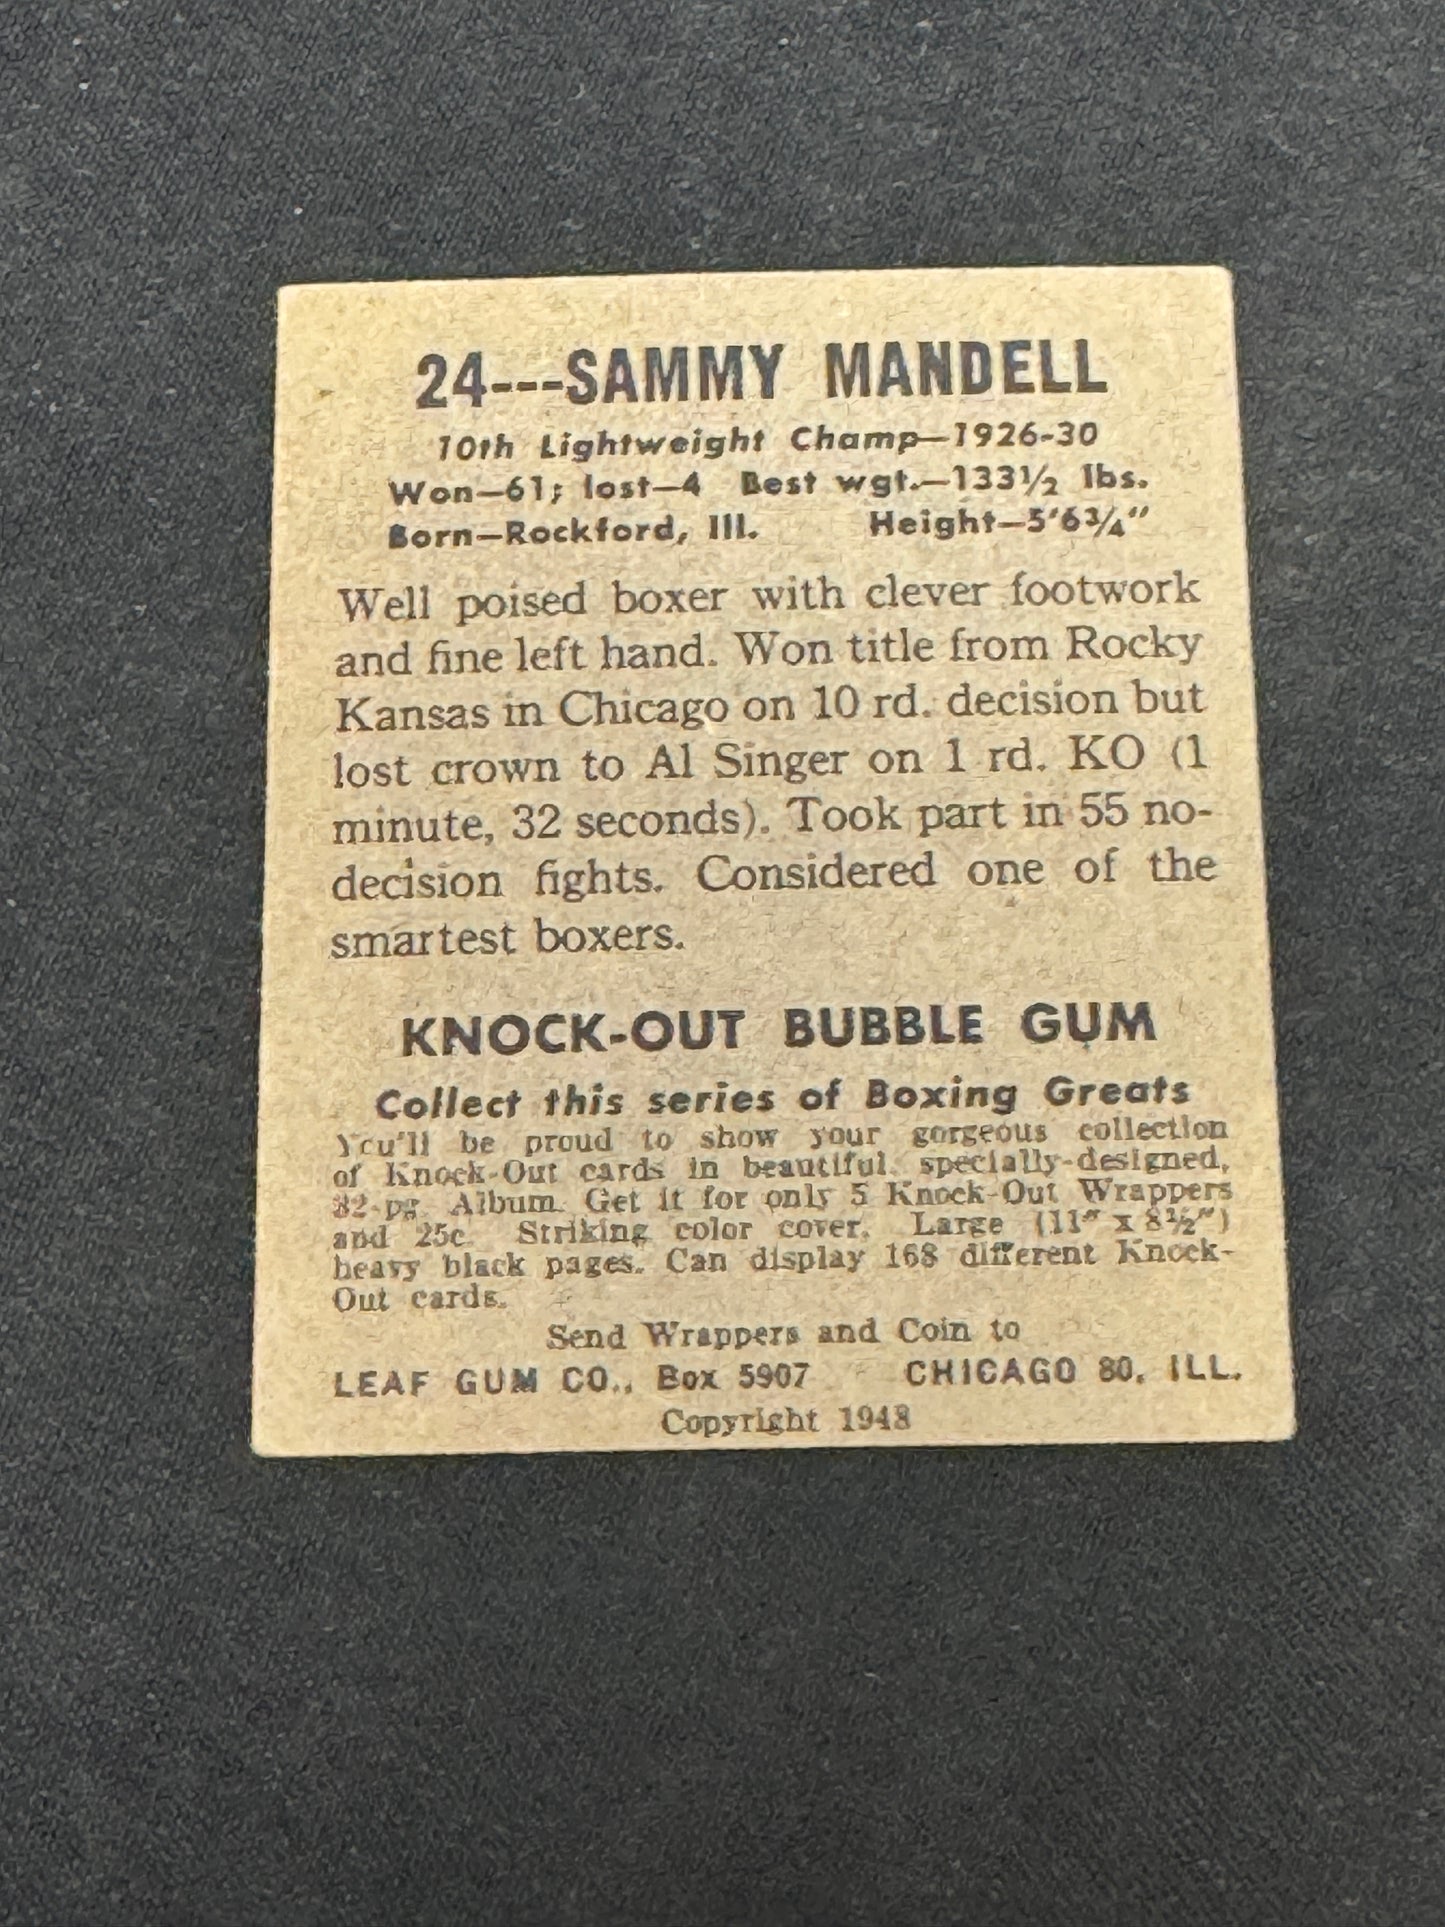 24---SAMMY MANDELL
10th Lightweight Champ—1926-30
Won—61; lost—4 Best wgt.—133½ lbs.
Born—Rockford, Ill. Height—5'6¾"
Well poised boxer with clever footwork
and fine left hand. Won title from Rocky
Kansas in Chicago on 10 rd. decision but
lost crown to Al Singer on 1 rd. KO (1
minute, 32 seconds). Took part in 55 no-
decision fights. Considered one of the
smartest boxers.
KNOCK-OUT BUBBLE GUM
Collect this series of Boxing Greats
You'll be proud to show your gorgeous collection
of Knock-Out cards in beautiful, specially-designed,
32-pg. Album. Get it for only 5 Knock-Out Wrappers
and 25c. Striking color cover. Large (11" x 8½")
heavy black pages. Can display 168 different Knock-
Out cards.
Send Wrappers and Coin to
LEAF GUM CO., Box 5907 CHICAGO 80, ILL.
Copyright 1948